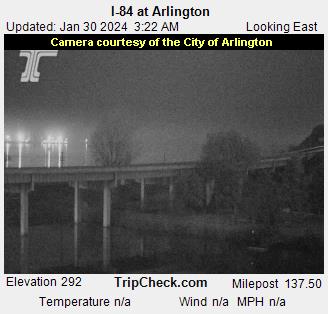 I-84 at Arlington
Updated: Jan 30 2024 3:22 AM Looking East
Camera courtesy of the City of Arlington
Elevation 292 TripCheck.com Milepost 137.50
Temperature n/a Wind n/a MPH n/a